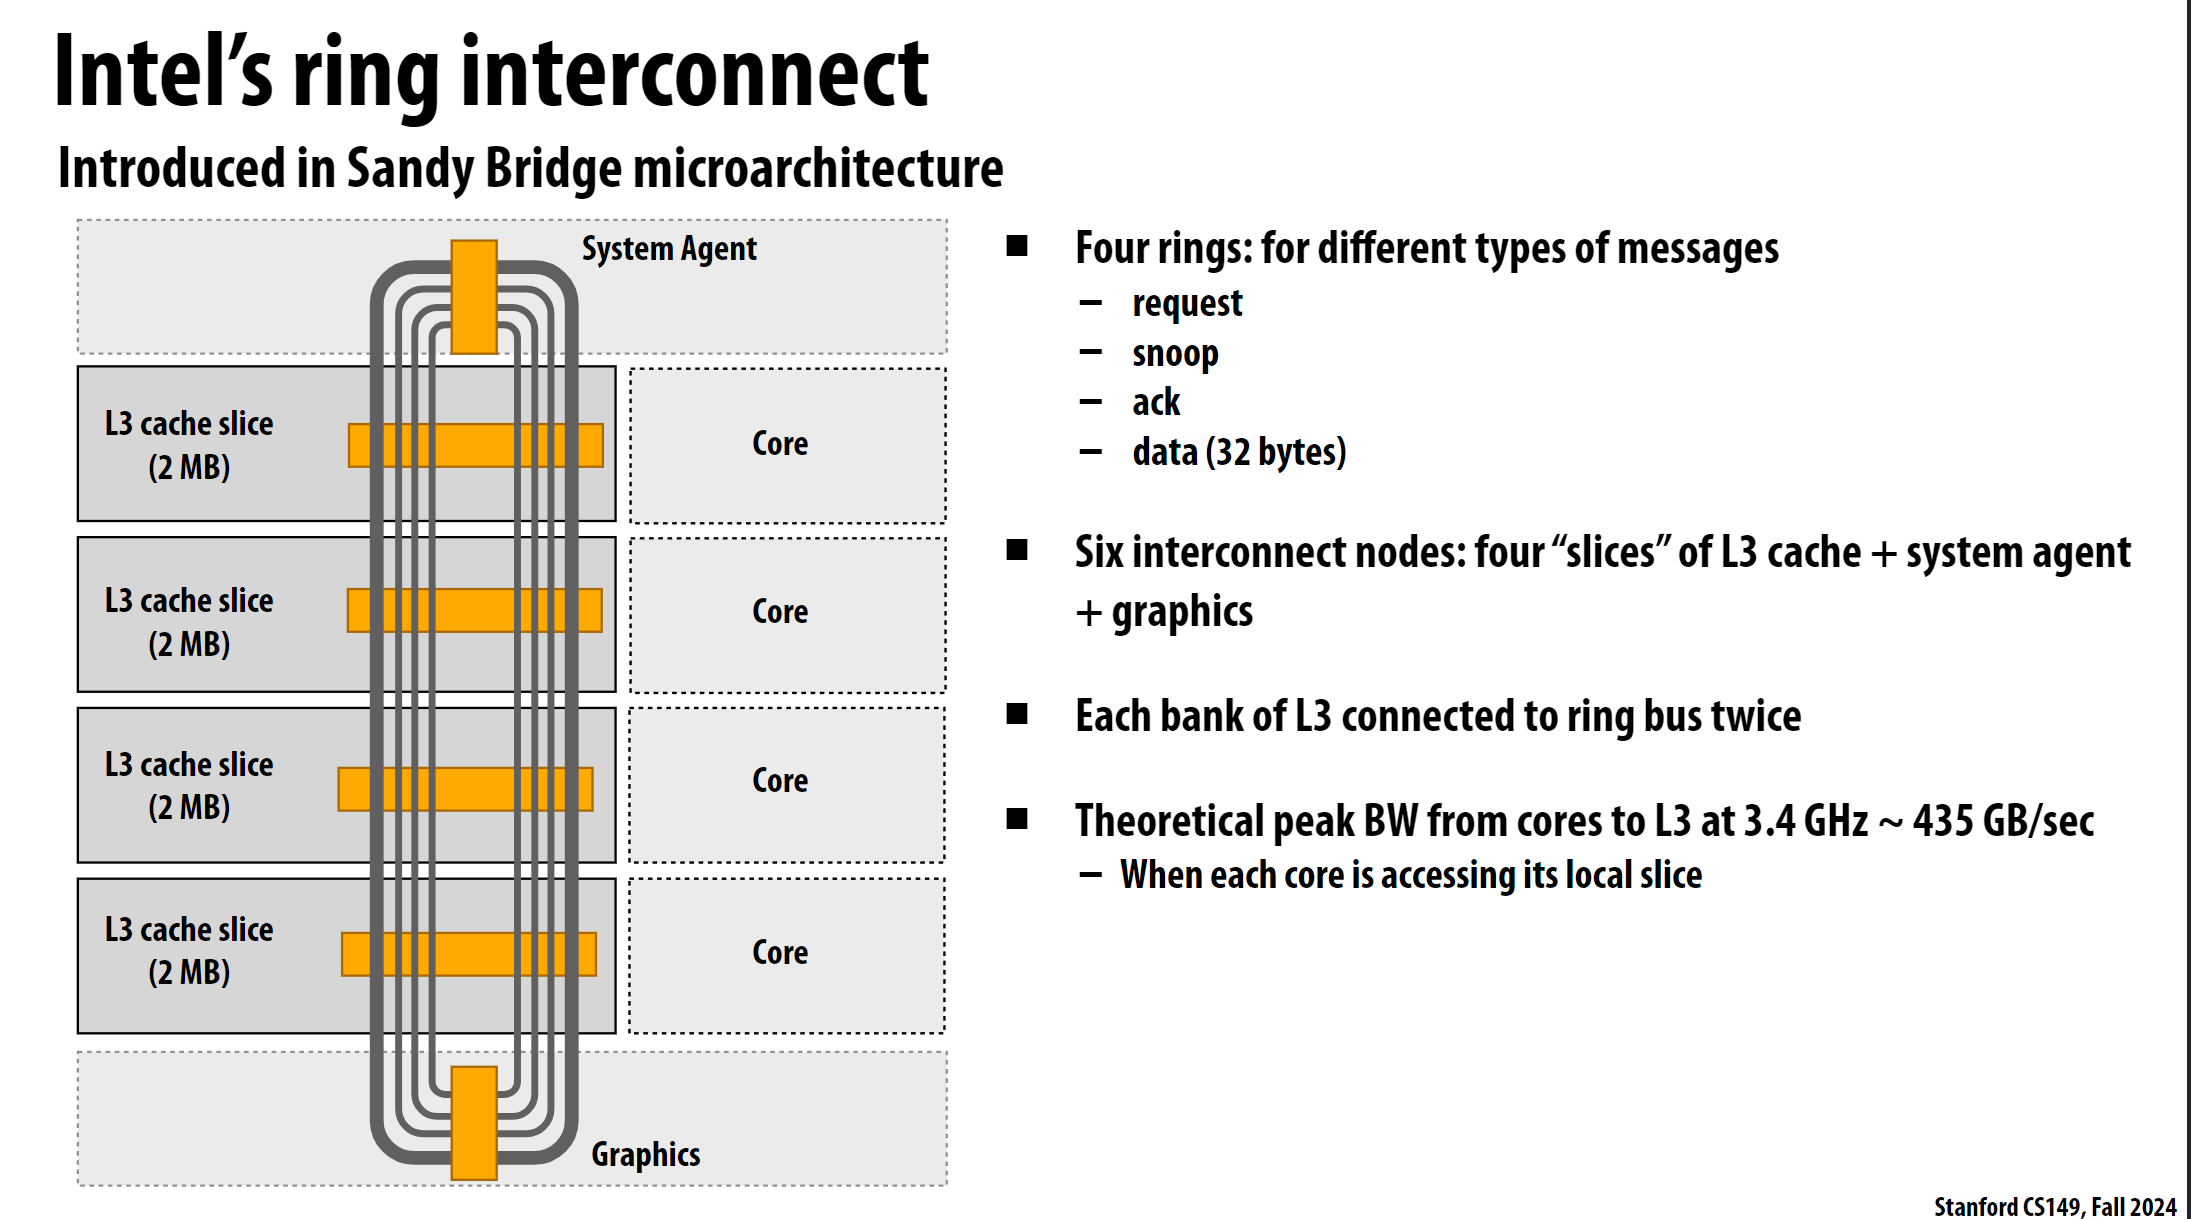 Intel’s ring interconnect
Introduced in Sandy Bridge microarchitecture
System Agent
L3 cache slice
(2 MB)
Core
L3 cache slice
(2 MB)
Core
L3 cache slice
(2 MB)
Core
L3 cache slice
(2 MB)
Core
Graphics
■ Four rings: for different types of messages
– request
– snoop
– ack
– data (32 bytes)
■ Six interconnect nodes: four “slices” of L3 cache + system agent
+ graphics
■ Each bank of L3 connected to ring bus twice
■ Theoretical peak BW from cores to L3 at 3.4 GHz ~ 435 GB/sec
– When each core is accessing its local slice
Stanford CS149, Fall 2024